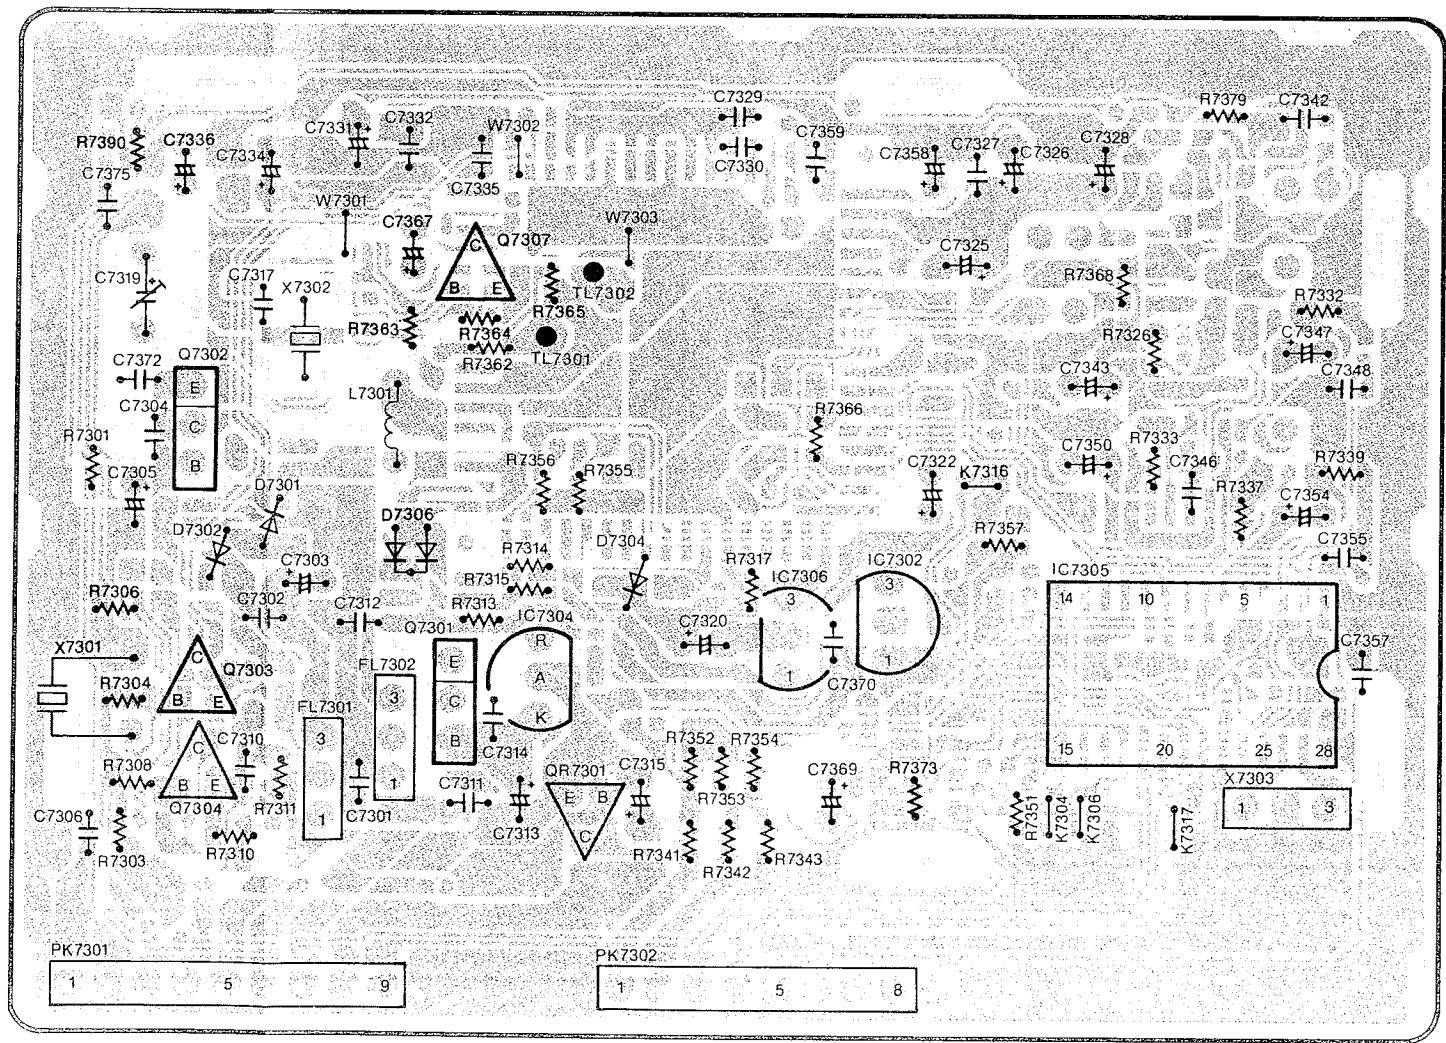 C7329
R7379 C7342
C7331 C7332
C7359
R7390 C7336 W7302
C7334
C7330
C7358 C7327 C7326 C7328
C7375 C7335
W7301 C7367 W7303
Q7307
C
C7325
C7319 C7317 X7302
B E
TL7302
R7368
R7332
R7363 R7364 R7365
R7362 TL7301
R7326 C7347
C7372 Q7302
C7343 C7348
E
L7301
C7304
C
R7366
R7301
R7333
C7350
B
R7356 R7355
C7305
C7322 K7316
C7346 R7339
R7337
D7301
C7354
D7302
D7306
R7357
D7304
C7355
R7314
R7317 IC7306 IC7302
IC7305
C7303
R7315
3
14 10 5 1
R7306
C7302 C7312
R7313 IC7304
3
C7320
Q7301
R
X7301
C
Q7303
FL7302
E
C7357
1
1
C7370
R7304
A
3
B E
C
K
FL7301
C7310
3
B
C7314
R7352 R7354
15 20 25 28
C
R7308
B E
Q7304
R7311
1
C7311
QR7301
C7315
R7353
C7369 R7373
X7303
E B
1 3
C7306
1
C7301
C7313
C
R7351 K7304 K7306 K7317
R7303 R7310
R7341 R7342 R7343
PK7301
PK7302
1 5 9
1 5 8